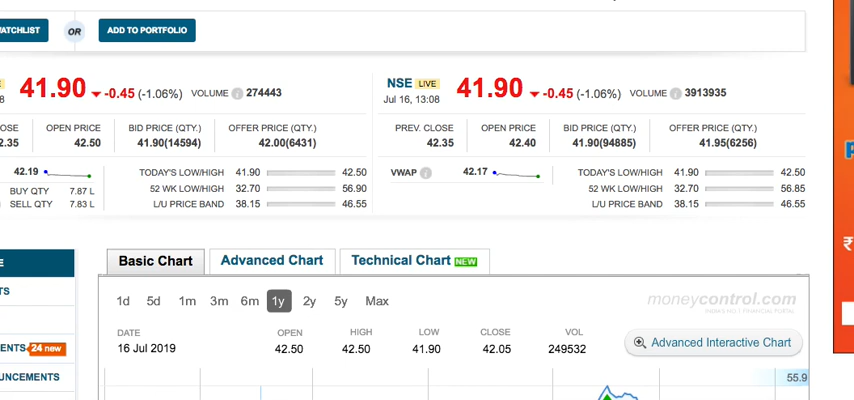 OR
ADD TO PORTFOLIO
41.90 -0.45 (-1.06%) VOLUME 274443
NSE LIVE 41.90 -0.45 (-1.06%) VOLUME 3913935
Jul 16, 13:08
OPEN PRICE BID PRICE (QTY.) OFFER PRICE (QTY.)
42.50 41.90(14594) 42.00(6431)
PREV. CLOSE OPEN PRICE BID PRICE (QTY.) OFFER PRICE (QTY.)
42.35 42.40 41.90(94885) 41.95(6256)
42.19
BUY QTY 7.87 L
SELL QTY 7.83 L
TODAY'S LOW/HIGH 41.90 42.50
52 WK LOW/HIGH 32.70 56.90
L/U PRICE BAND 38.15 46.55
VWAP 42.17
TODAY'S LOW/HIGH 41.90 42.50
52 WK LOW/HIGH 32.70 56.85
L/U PRICE BAND 38.15 46.55
24 new
Basic Chart Advanced Chart Technical Chart NEW
1d 5d 1m 3m 6m 1y 2y 5y Max
moneycontrol.com
DATE OPEN HIGH LOW CLOSE VOL
16 Jul 2019 42.50 42.50 41.90 42.05 249532
Advanced Interactive Chart
55.9
₹